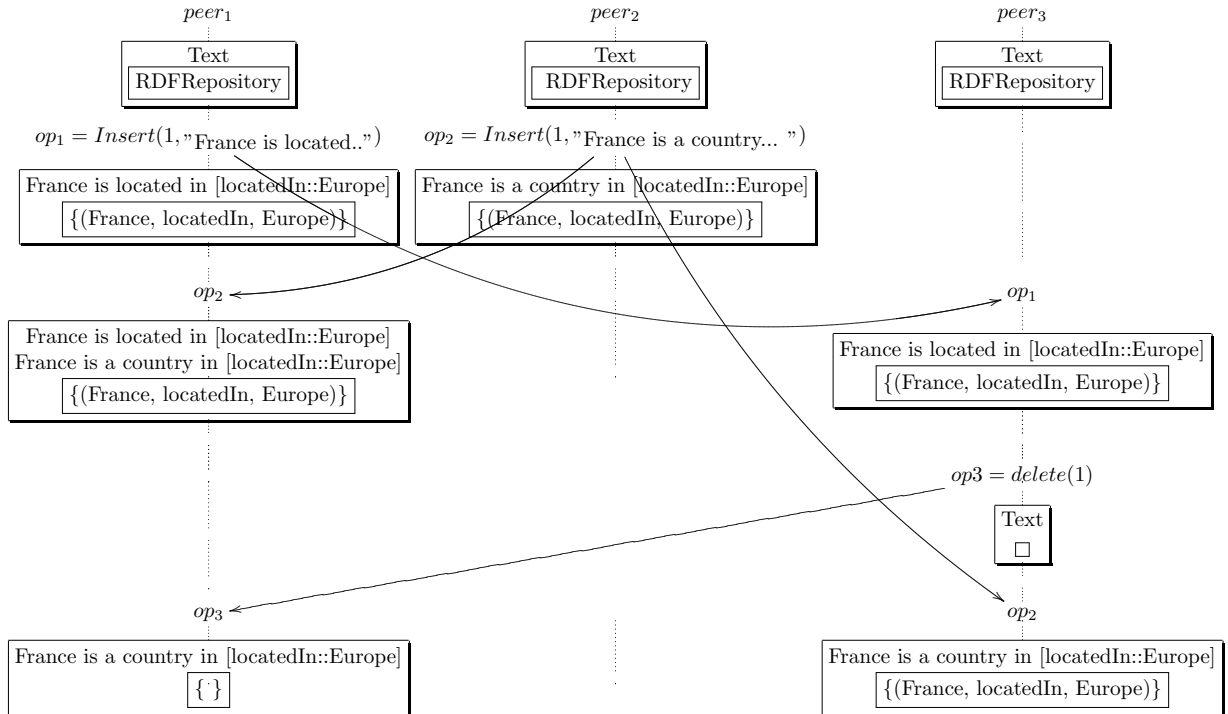 peer₁ peer₂ peer₃
Text Text Text
RDFRepository RDFRepository RDFRepository
op₁ = Insert(1,"France is located..") op₂ = Insert(1,"France is a country... ")
France is located in [locatedIn::Europe] France is a country in [locatedIn::Europe]
{(France, locatedIn, Europe)} {(France, locatedIn, Europe)}
op₂ op₁
France is located in [locatedIn::Europe]
France is a country in [locatedIn::Europe] France is located in [locatedIn::Europe]
{(France, locatedIn, Europe)} {(France, locatedIn, Europe)}
op3 = delete(1)
Text
op₃ op₂
France is a country in [locatedIn::Europe] France is a country in [locatedIn::Europe]
{ } {(France, locatedIn, Europe)}